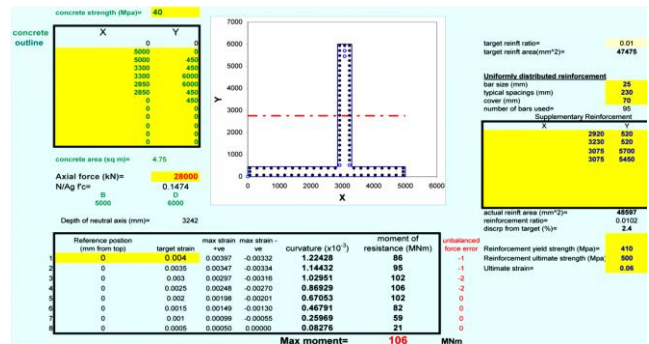 concrete strength (Mpa)= 40
concrete outline
X Y
0 0
5000 0
5000 450
3300 450
3300 6000
2850 6000
2850 450
0 450
0 0
0 0
0 0
0 0
0 0
concrete area (sq m)= 4.75
Axial force (kN)= 28000
N/Ag f'c= 0.1474
B D
5000 6000
Depth of neutral axis (mm)= 3242
7000
6000
5000
4000
3000
2000
1000
0
Y
0 1000 2000 3000 4000 5000 6000
X
target reinft ratio= 0.01
target reinft area(mm^2)= 47475
Uniformly distributed reinforcement
bar size (mm) 25
typical spacings (mm) 230
cover (mm) 70
number of bars used= 95
Supplementary Reinforcement
X Y
2920 520
3230 520
3075 5700
3075 5450
actual reinft area (mm^2)= 48597
reinforcement ratio= 0.0102
discrp from target (%)= 2.4
Reinforcement yield strength (Mpa)= 410
Reinforcement ultimate strength (Mpa) 500
Ultimate strain= 0.06
Reference postion (mm from top) target strain max strain +ve max strain -ve curvature (x10⁻³) moment of resistance (MNm) unbalanced force error
1 0 0.004 0.00397 -0.00332 1.22428 86 -1
2 0 0.0035 0.00347 -0.00334 1.14432 95 -1
3 0 0.003 0.00297 -0.00316 1.02951 102 -2
4 0 0.0025 0.00248 -0.00270 0.86929 106 -2
5 0 0.002 0.00198 -0.00201 0.67053 102 0
6 0 0.0015 0.00149 -0.00130 0.46791 82 0
7 0 0.001 0.00099 -0.00055 0.25969 59 0
8 0 0.0005 0.00050 0.00000 0.08276 21 0
Max moment= 106 MNm